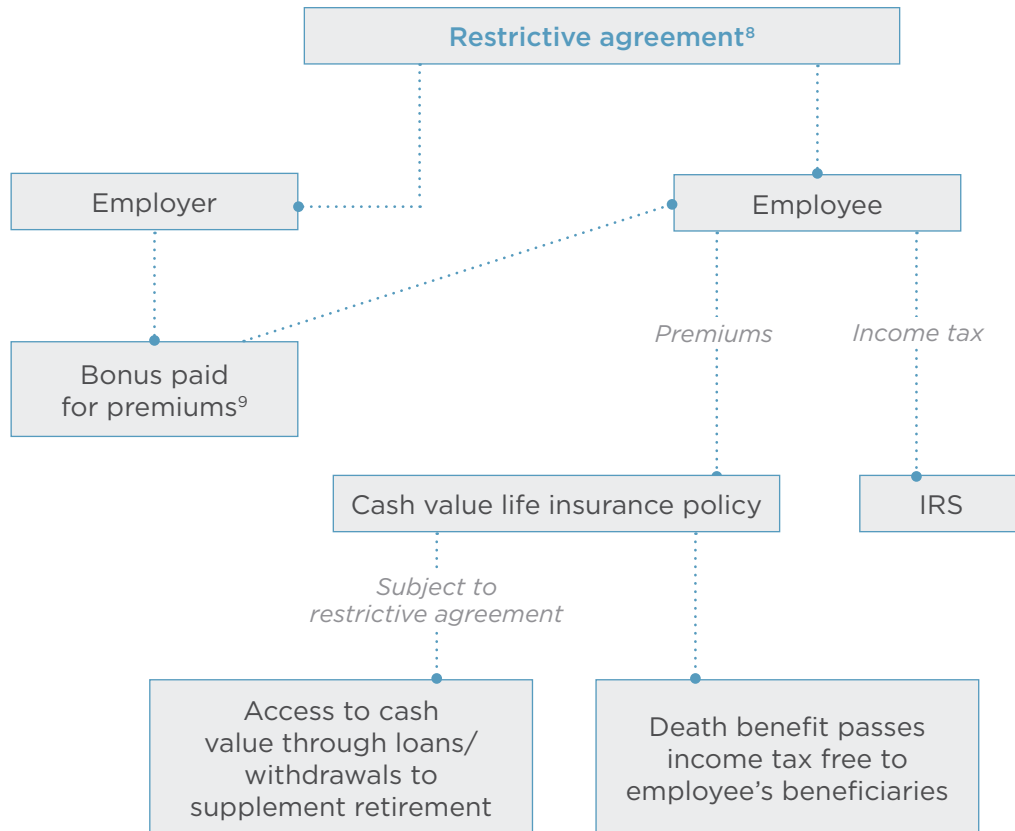 Restrictive agreement⁸
Employer
Employee
Premiums
Income tax
Bonus paid
for premiums⁹
Cash value life insurance policy
IRS
Subject to
restrictive agreement
Access to cash
value through loans/
withdrawals to
supplement retirement
Death benefit passes
income tax free to
employee’s beneficiaries